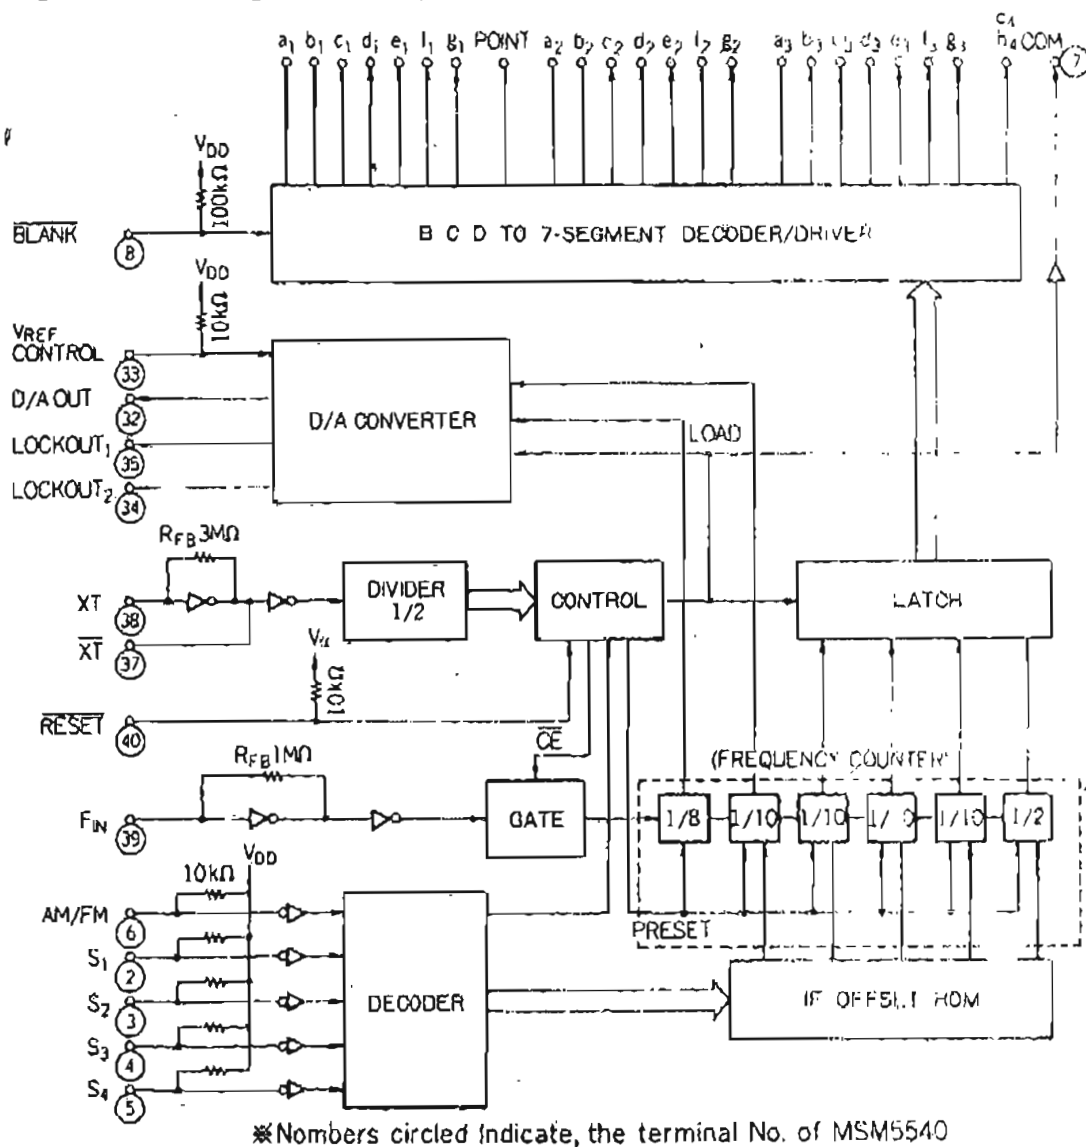 a1 b1 c1 d1 e1 f1 g1 POINT a2 b2 c2 d2 e2 f2 g2 a3 b3 c3 d3 f3 g3 h4 COM 7
VDD
100kΩ
BLANK
8
B C D TO 7-SEGMENT DECODER/DRIVER
VDD
10kΩ
VREF
CONTROL
33
D/A OUT
32
LOCKOUT1
35
LOCKOUT2
34
D/A CONVERTER
LOAD
RFB 3MΩ
XT
38
XT
37
DIVIDER
1/2
CONTROL
LATCH
10kΩ
RESET
40
CE
RFB 1MΩ
FIN
39
GATE
(FREQUENCY COUNTER)
1/8 1/10 1/10 1/10 1/2
PRESET
VDD
10kΩ
AM/FM
6
S1
2
S2
3
S3
4
S4
5
DECODER
IF
※Nombers circled indicate, the terminal No. of MSM5540